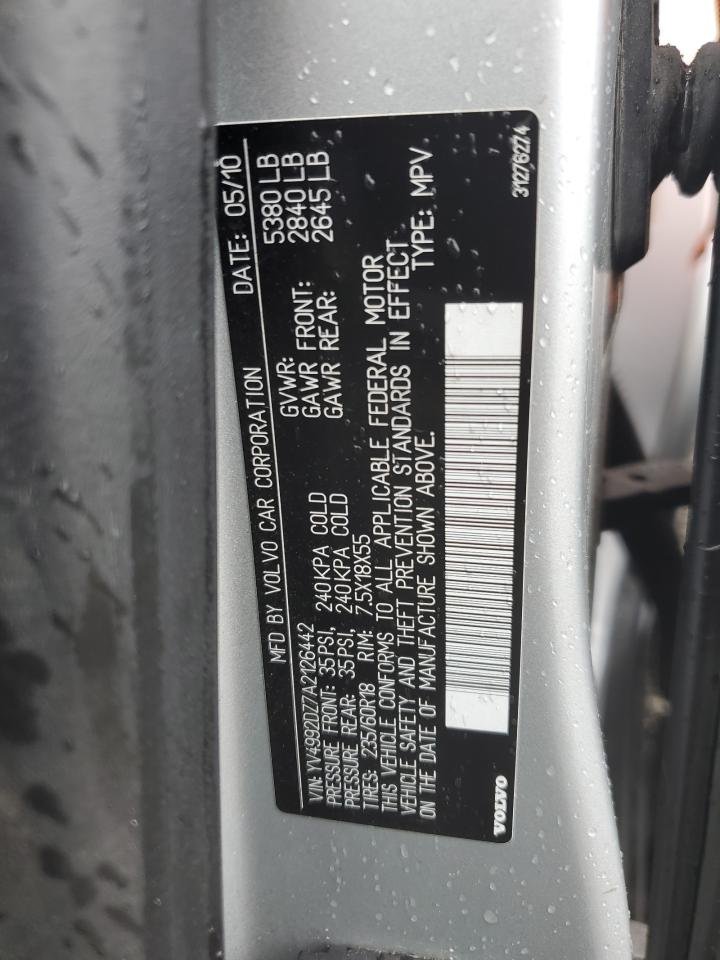 MFD BY VOLVO CAR CORPORATION DATE: 05/10
GVWR: 5380 LB
GAWR FRONT: 2840 LB
GAWR REAR: 2645 LB
VIN: YV4992DZ7A2126442
PRESSURE FRONT: 35PSI, 240KPA COLD
PRESSURE REAR: 35PSI, 240KPA COLD
TIRES: 235/60R18 RIM: 7.5X18X55
THIS VEHICLE CONFORMS TO ALL APPLICABLE FEDERAL MOTOR
VEHICLE SAFETY AND THEFT PREVENTION STANDARDS IN EFFECT
ON THE DATE OF MANUFACTURE SHOWN ABOVE. TYPE: MPV
VOLVO
31276274